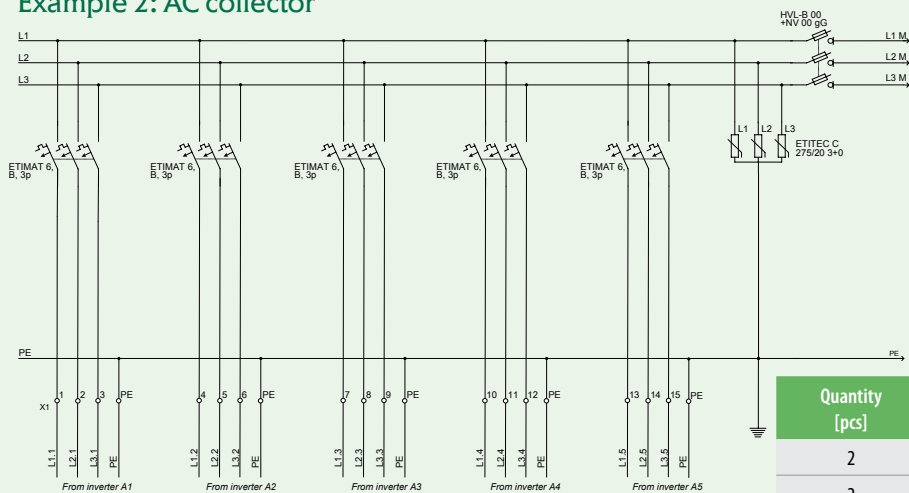 Example 2: AC collector
HVL-B 00
+NV 00 gG
L1
L1 M
L2
L2 M
L3
L3 M
L1
L2
L3
ETITEC C
275/20 3+0
ETIMAT 6,
B, 3p
ETIMAT 6,
B, 3p
ETIMAT 6,
B, 3p
ETIMAT 6,
B, 3p
ETIMAT 6,
B, 3p
PE
PE
X1
1
2
3
PE
4
5
6
PE
7
8
9
PE
10
11
12
PE
13
14
15
PE
L1.1
L2.1
L3.1
PE
L1.2
L2.2
L3.2
PE
L1.3
L2.3
L3.3
PE
L1.4
L2.4
L3.4
PE
L1.5
L2.5
L3.5
PE
From inverter A1
From inverter A2
From inverter A3
From inverter A4
From inverter A5
Quantity
[pcs]
2